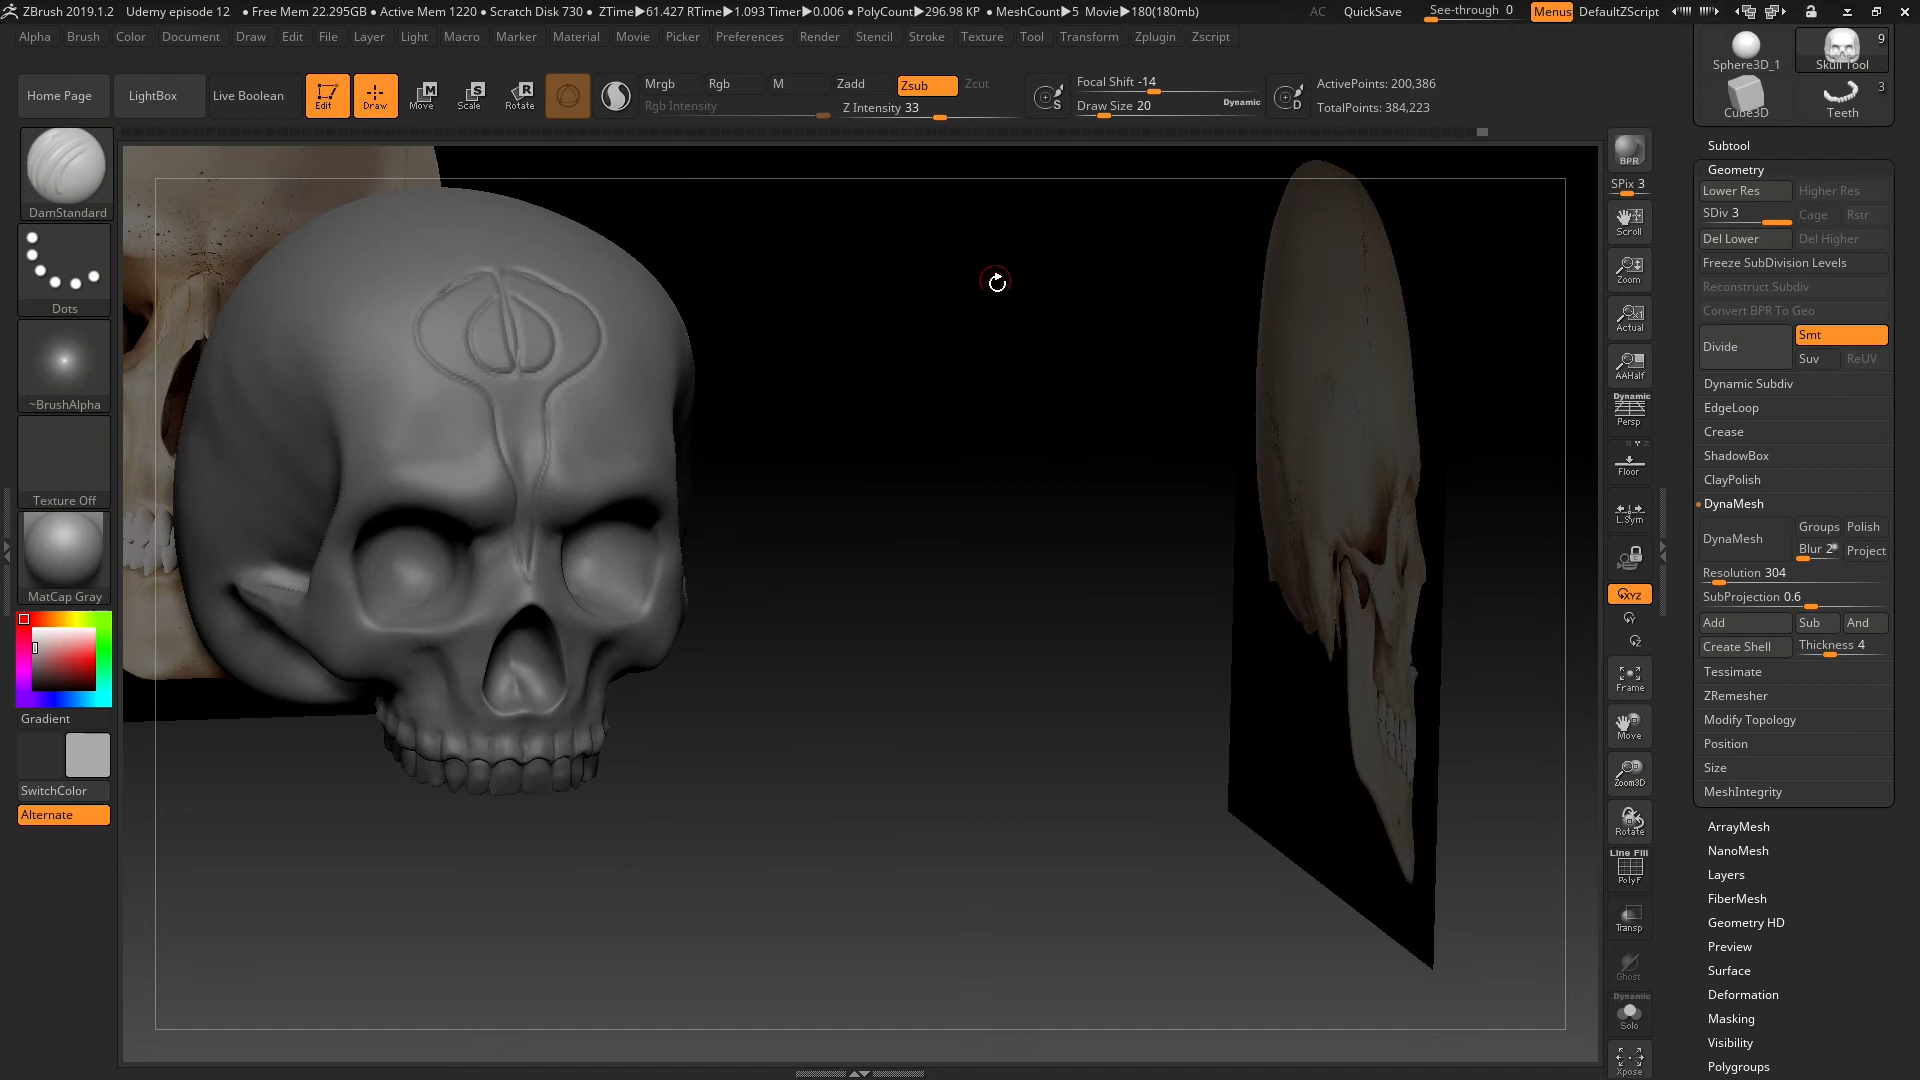 ZBrush 2019.1.2 Udemy episode 12 ● Free Mem 22.295GB ● Active Mem 1220 ● Scratch Disk 730 ● ZTime▶61.427 RTime▶1.093 Timer▶0.006 ● PolyCount▶296.98 KP ● MeshCount▶5 Movie▶180(180mb) AC QuickSave See-through 0 Menus DefaultZScript
Alpha Brush Color Document Draw Edit File Layer Light Macro Marker Material Movie Picker Preferences Render Stencil Stroke Texture Tool Transform Zplugin Zscript
Home Page LightBox Live Boolean
Edit Draw Move Scale Rotate
Mrgb Rgb M Zadd Zsub Zcut
Rgb Intensity Z Intensity 33
Focal Shift -14
Draw Size 20 Dynamic
S D
ActivePoints: 200,386
TotalPoints: 384,223
DamStandard
Dots
~BrushAlpha
Texture Off
MatCap Gray
Gradient
SwitchColor
Alternate
BPR
SPix 3
Scroll
Zoom
Actual
AAHalf
Dynamic
Persp
Floor
L.Sym
XYZ
Y
Z
Frame
Move
Zoom3D
Rotate
Line Fill
PolyF
Transp
Ghost
Dynamic
Solo
Xpose
Sphere3D_1 Skull Tool 9
Cube3D Teeth 3
Subtool
Geometry
Lower Res Higher Res
SDiv 3 Cage Rstr
Del Lower Del Higher
Freeze SubDivision Levels
Reconstruct Subdiv
Convert BPR To Geo
Divide Smt
Suv ReUV
Dynamic Subdiv
EdgeLoop
Crease
ShadowBox
ClayPolish
DynaMesh
DynaMesh Groups Polish
Blur 2 Project
Resolution 304
SubProjection 0.6
Add Sub And
Create Shell Thickness 4
Tessimate
ZRemesher
Modify Topology
Position
Size
MeshIntegrity
ArrayMesh
NanoMesh
Layers
FiberMesh
Geometry HD
Preview
Surface
Deformation
Masking
Visibility
Polygroups